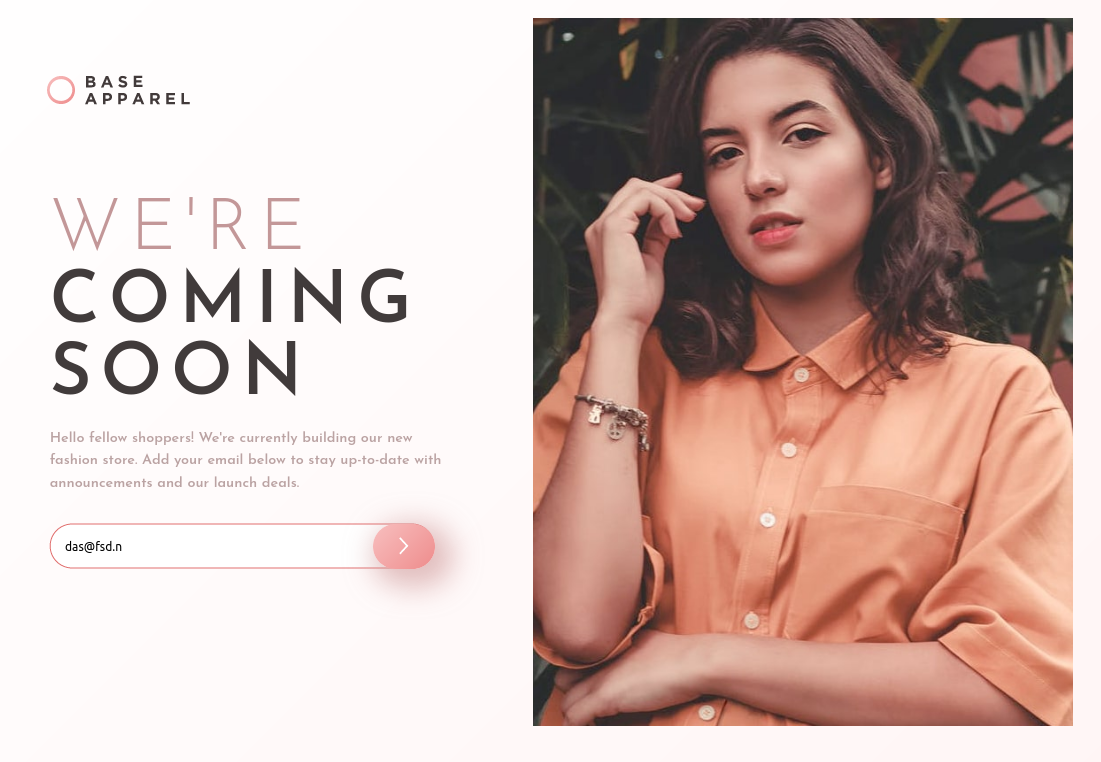 BASE
APPAREL
WE'RE
COMING
SOON
Hello fellow shoppers! We're currently building our new
fashion store. Add your email below to stay up-to-date with
announcements and our launch deals.
das@fsd.n